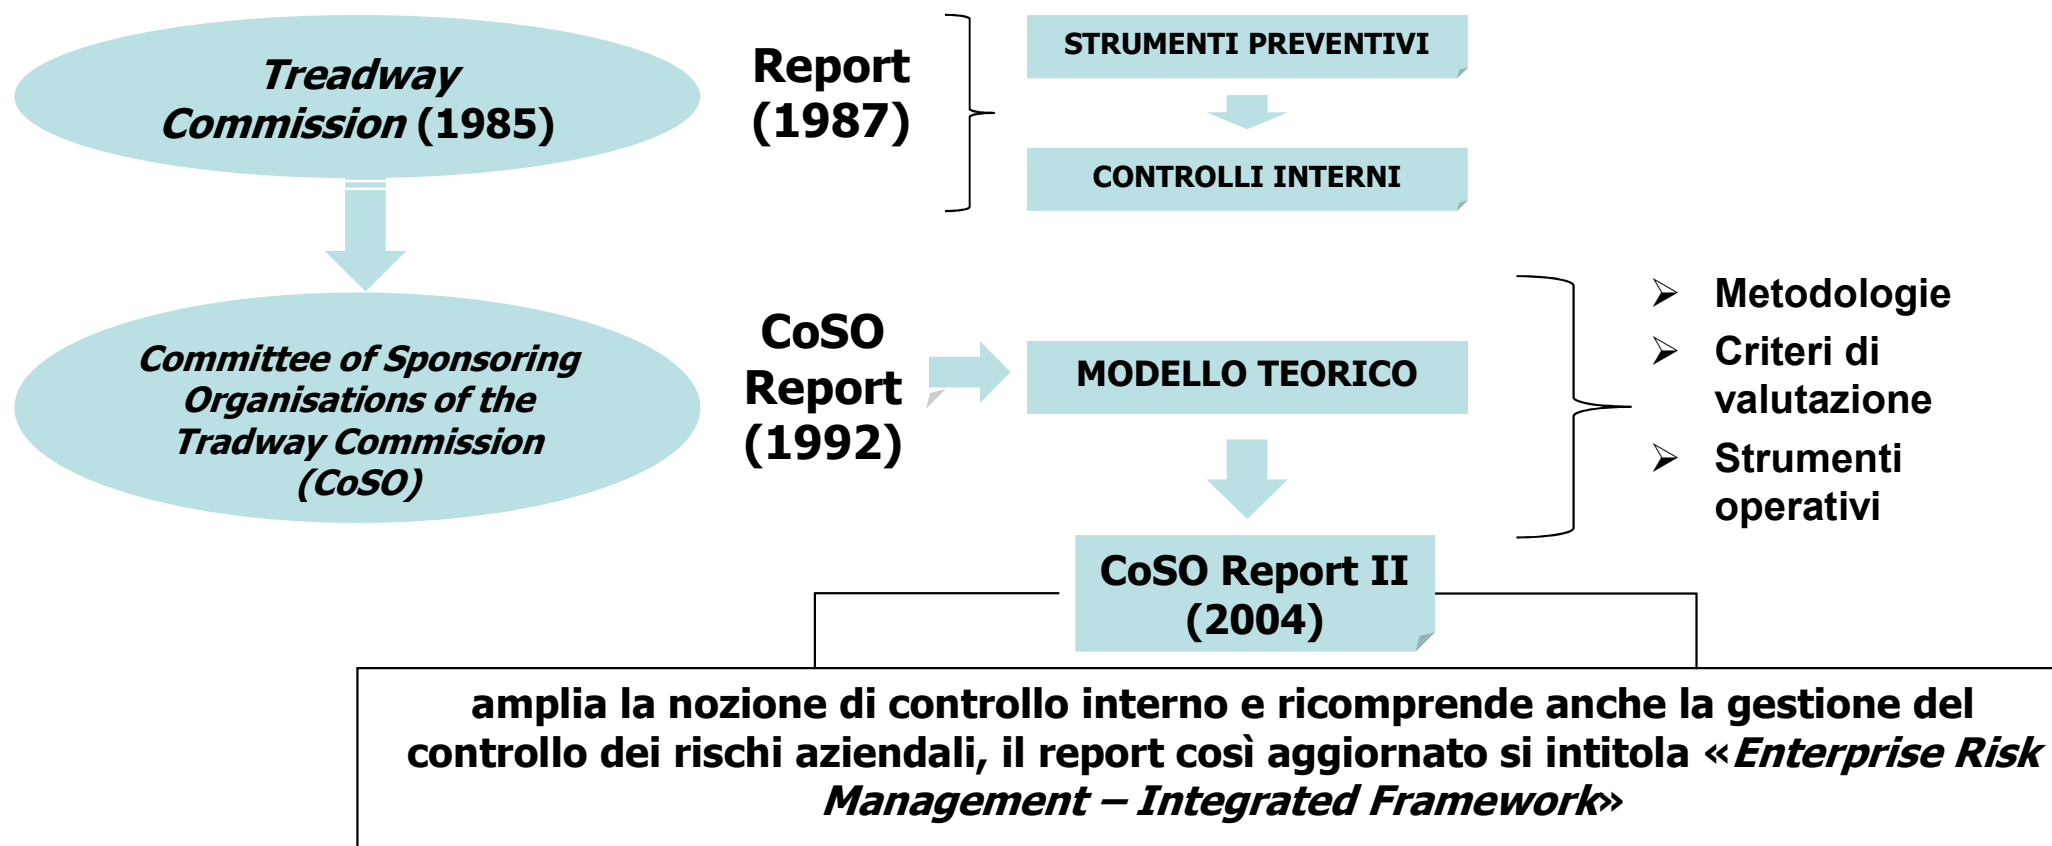 Treadway
Commission (1985)
Report
(1987)
STRUMENTI PREVENTIVI
CONTROLLI INTERNI
Committee of Sponsoring
Organisations of the
Tradway Commission
(CoSO)
CoSO
Report
(1992)
MODELLO TEORICO
➢ Metodologie
➢ Criteri di
valutazione
➢ Strumenti
operativi
CoSO Report II
(2004)
amplia la nozione di controllo interno e ricomprende anche la gestione del
controllo dei rischi aziendali, il report così aggiornato si intitola «Enterprise Risk
Management – Integrated Framework»